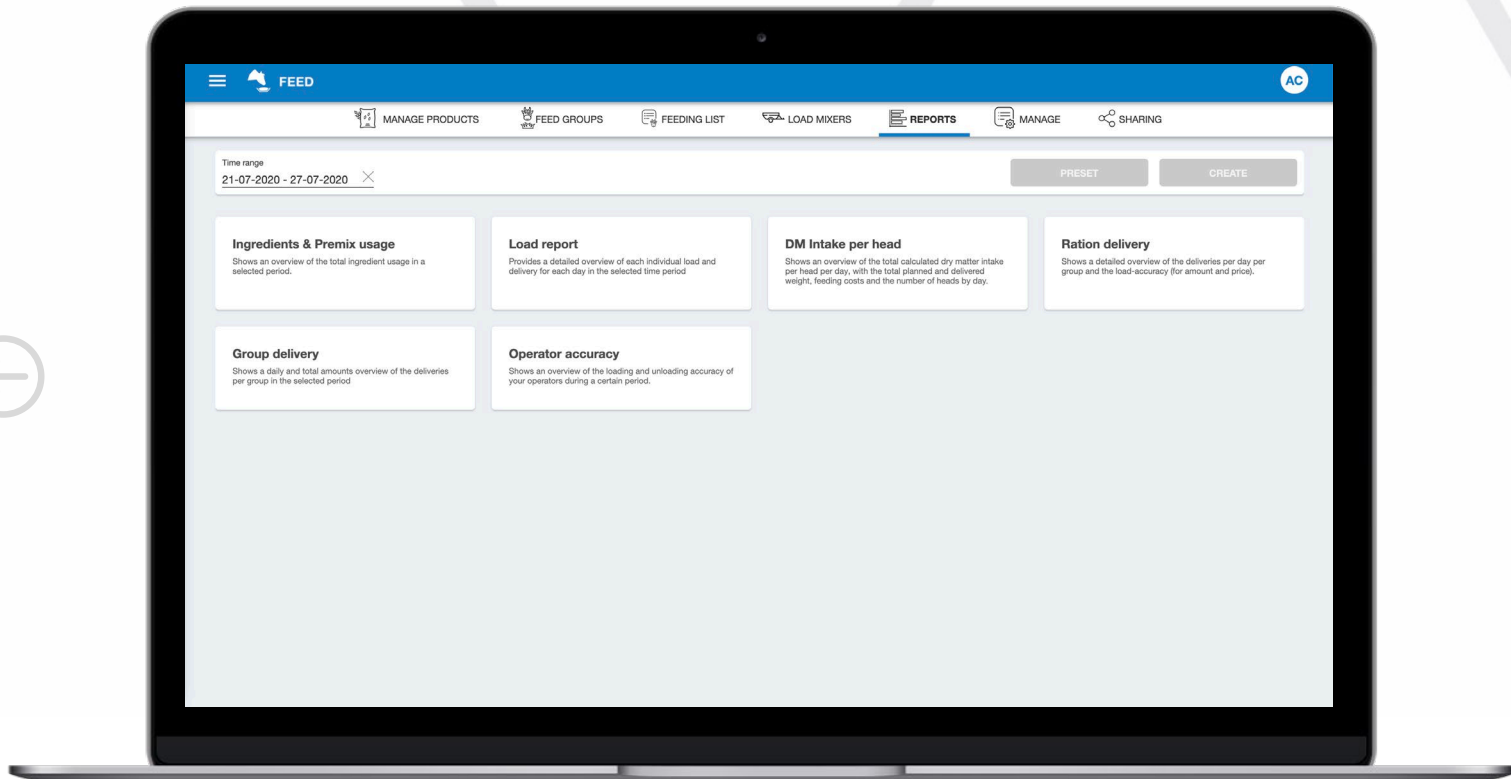 FEED
AC
MANAGE PRODUCTS
FEED GROUPS
FEEDING LIST
LOAD MIXERS
REPORTS
MANAGE
SHARING
Time range
21-07-2020 - 27-07-2020
PRESET
CREATE
Ingredients & Premix usage
Shows an overview of the total ingredient usage in a
selected period.
Load report
Provides a detailed overview of each individual load and
delivery for each day in the selected time period
DM Intake per head
Shows an overview of the total calculated dry matter intake
per head per day, with the total planned and delivered
weight, feeding costs and the number of heads by day.
Ration delivery
Shows a detailed overview of the deliveries per day per
group and the load-accuracy (for amount and price).
Group delivery
Shows a daily and total amounts overview of the deliveries
per group in the selected period
Operator accuracy
Shows an overview of the loading and unloading accuracy of
your operators during a certain period.